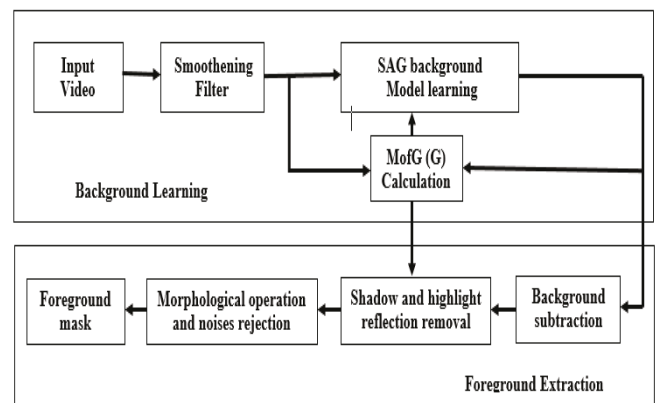 Input
Video
Smoothening
Filter
SAG background
Model learning
MofG (G)
Calculation
Background Learning
Foreground
mask
Morphological operation
and noises rejection
Shadow and highlight
reflection removal
Background
subtraction
Foreground Extraction